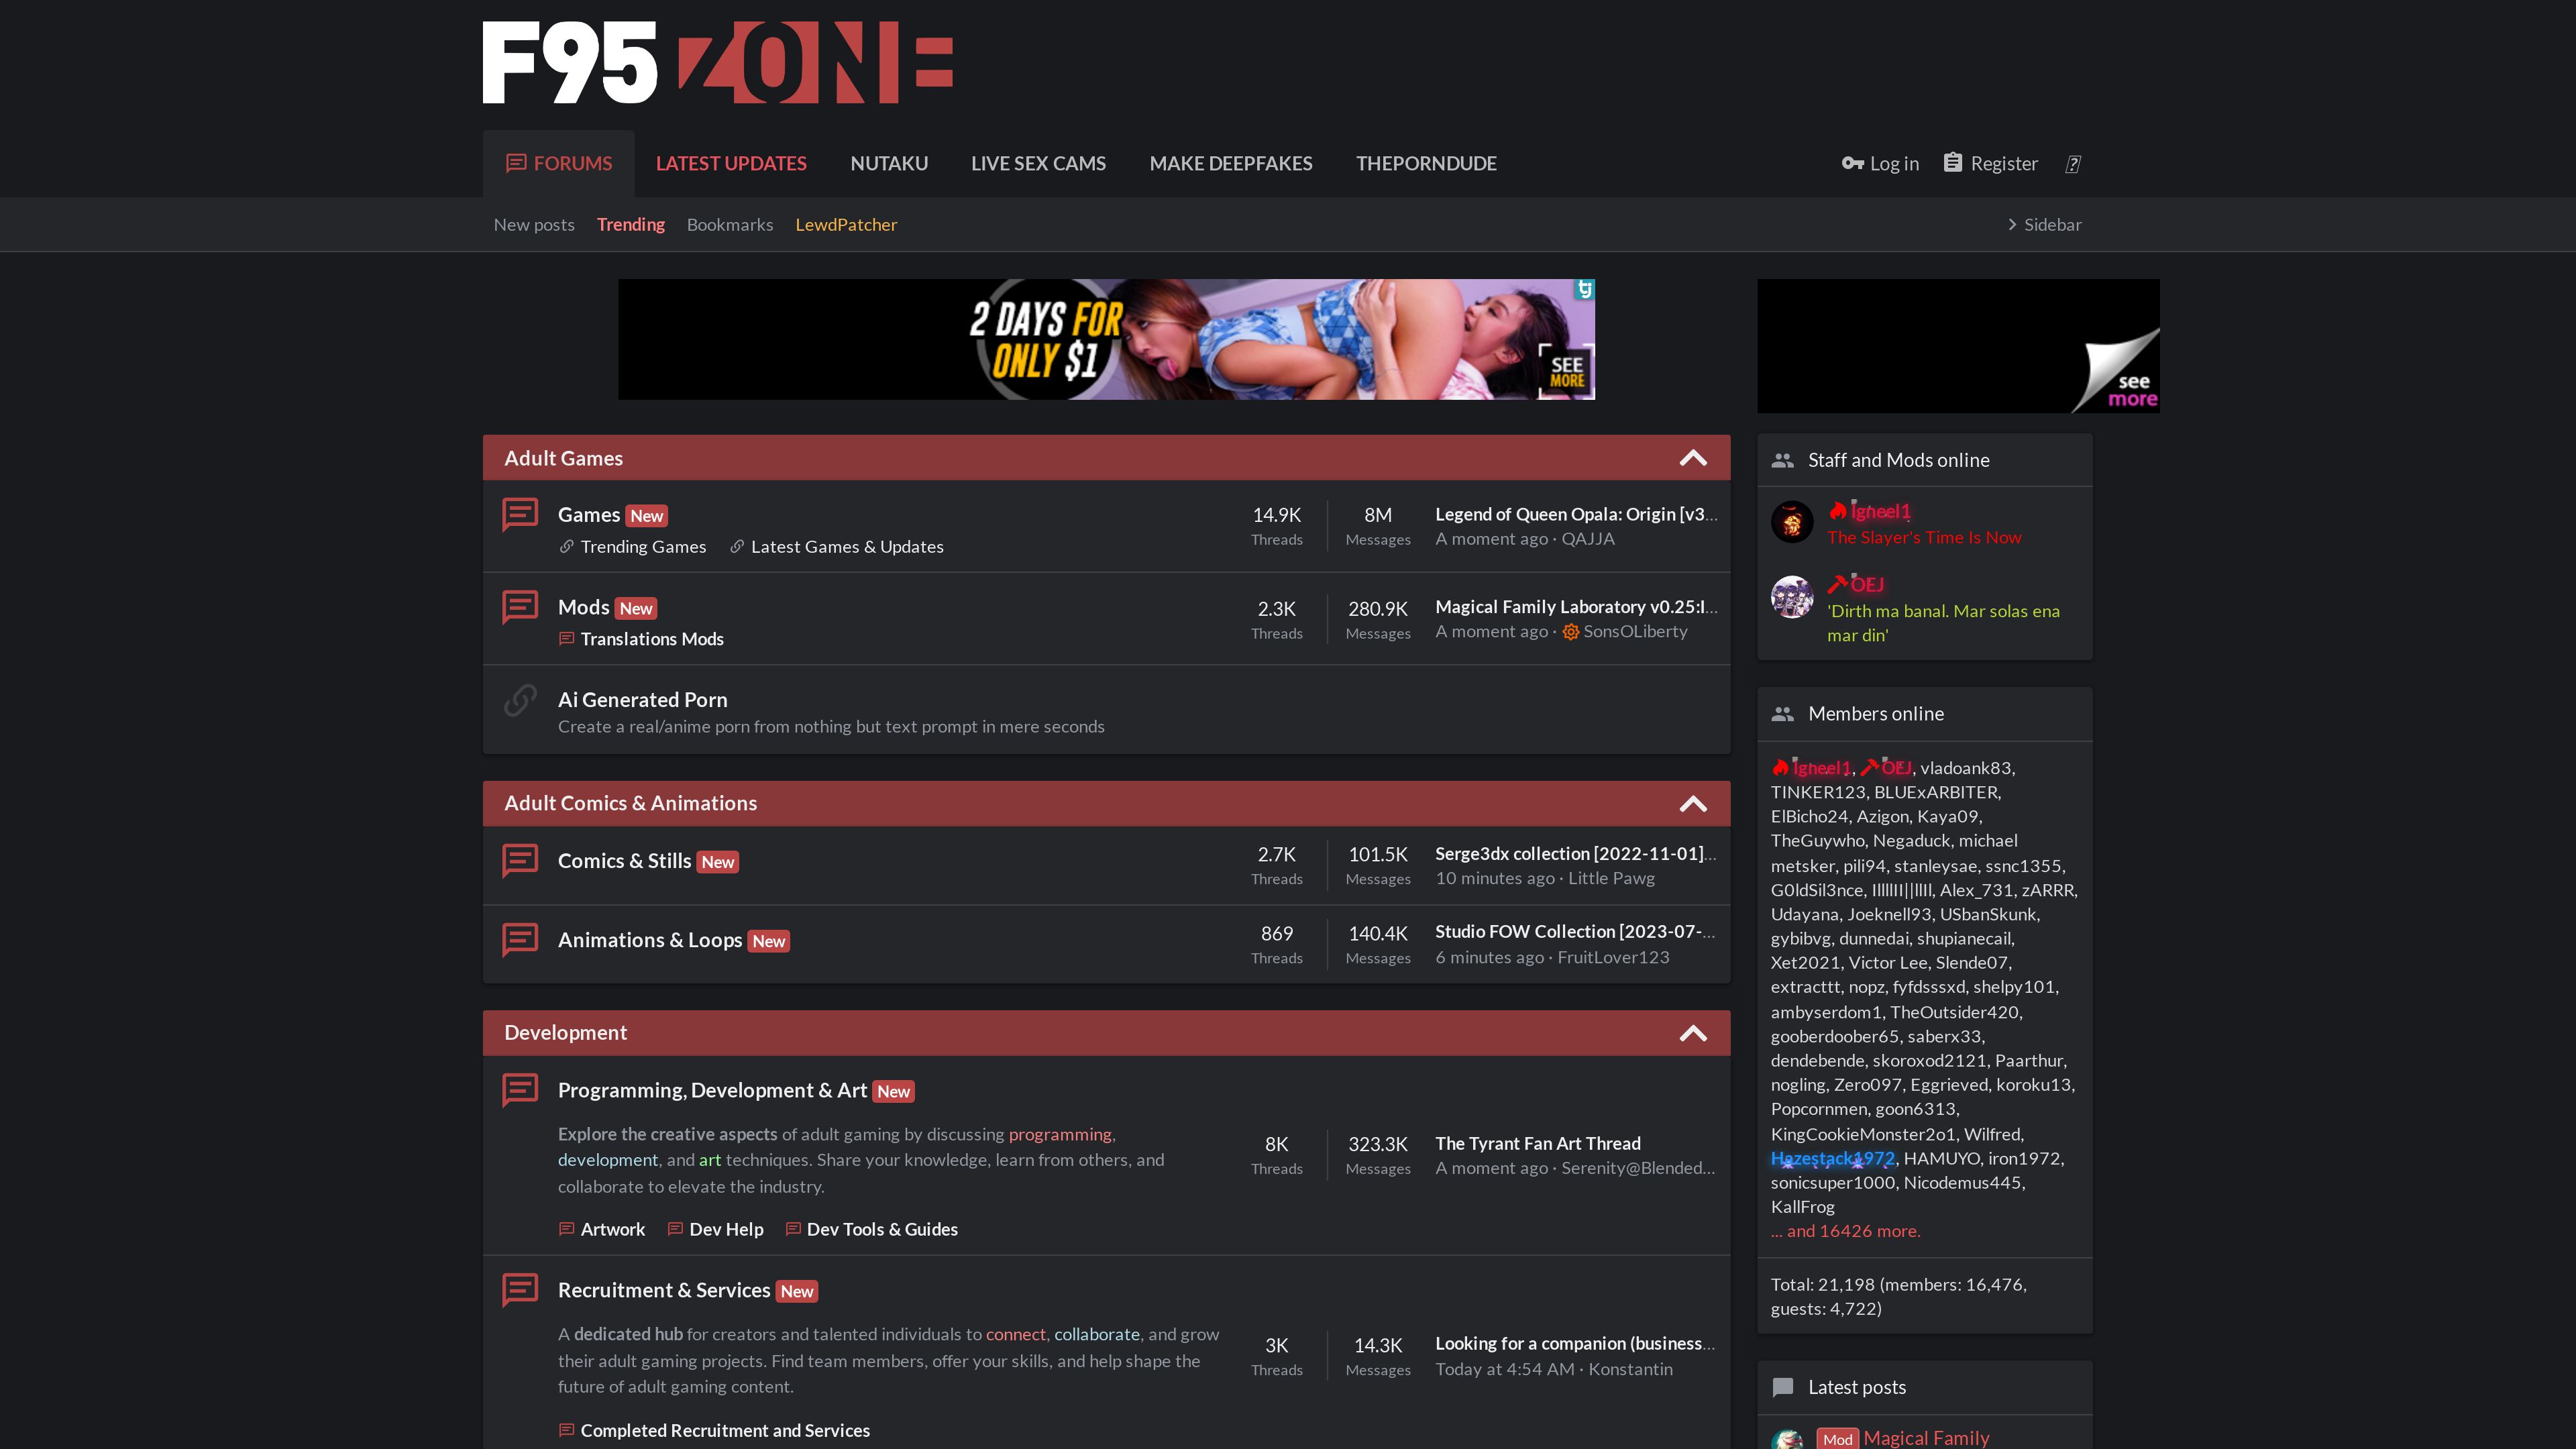 F95 ZONE
FORUMS LATEST UPDATES NUTAKU LIVE SEX CAMS MAKE DEEPFAKES THEPORNDUDE Log in Register
New posts Trending Bookmarks LewdPatcher Sidebar
2 DAYS FOR
ONLY $1
tj
SEE
MORE
see
more
Adult Games
Games New
Trending Games Latest Games & Updates
14.9K
Threads
8M
Messages
Legend of Queen Opala: Origin [v3...
A moment ago · QAJJA
Mods New
Translations Mods
2.3K
Threads
280.9K
Messages
Magical Family Laboratory v0.25:I...
A moment ago · SonsOLiberty
Ai Generated Porn
Create a real/anime porn from nothing but text prompt in mere seconds
Adult Comics & Animations
Comics & Stills New
2.7K
Threads
101.5K
Messages
Serge3dx collection [2022-11-01]...
10 minutes ago · Little Pawg
Animations & Loops New
869
Threads
140.4K
Messages
Studio FOW Collection [2023-07-...
6 minutes ago · FruitLover123
Development
Programming, Development & Art New
Explore the creative aspects of adult gaming by discussing programming,
development, and art techniques. Share your knowledge, learn from others, and
collaborate to elevate the industry.
Artwork Dev Help Dev Tools & Guides
8K
Threads
323.3K
Messages
The Tyrant Fan Art Thread
A moment ago · Serenity@Blended...
Recruitment & Services New
A dedicated hub for creators and talented individuals to connect, collaborate, and grow
their adult gaming projects. Find team members, offer your skills, and help shape the
future of adult gaming content.
Completed Recruitment and Services
3K
Threads
14.3K
Messages
Looking for a companion (business...
Today at 4:54 AM · Konstantin
Staff and Mods online
Igneel1
The Slayer's Time Is Now
OEJ
'Dirth ma banal. Mar solas ena
mar din'
Members online
Igneel1, OEJ, vladoank83,
TINKER123, BLUExARBITER,
ElBicho24, Azigon, Kaya09,
TheGuywho, Negaduck, michael
metsker, pili94, stanleysae, ssnc1355,
G0ldSil3nce, Alex_731, zARRR,
Udayana, Joeknell93, USbanSkunk,
gybibvg, dunnedai, shupianecail,
Xet2021, Victor Lee, Slende07,
extracttt, nopz, fyfdsssxd, shelpy101,
ambyserdom1, TheOutsider420,
gooberdoober65, saberx33,
dendebende, skoroxod2121, Paarthur,
nogling, Zero097, Eggrieved, koroku13,
Popcornmen, goon6313,
KingCookieMonster2o1, Wilfred,
Hazestack1972, HAMUYO, iron1972,
sonicsuper1000, Nicodemus445,
KallFrog
... and 16426 more.
Total: 21,198 (members: 16,476,
guests: 4,722)
Latest posts
Mod Magical Family